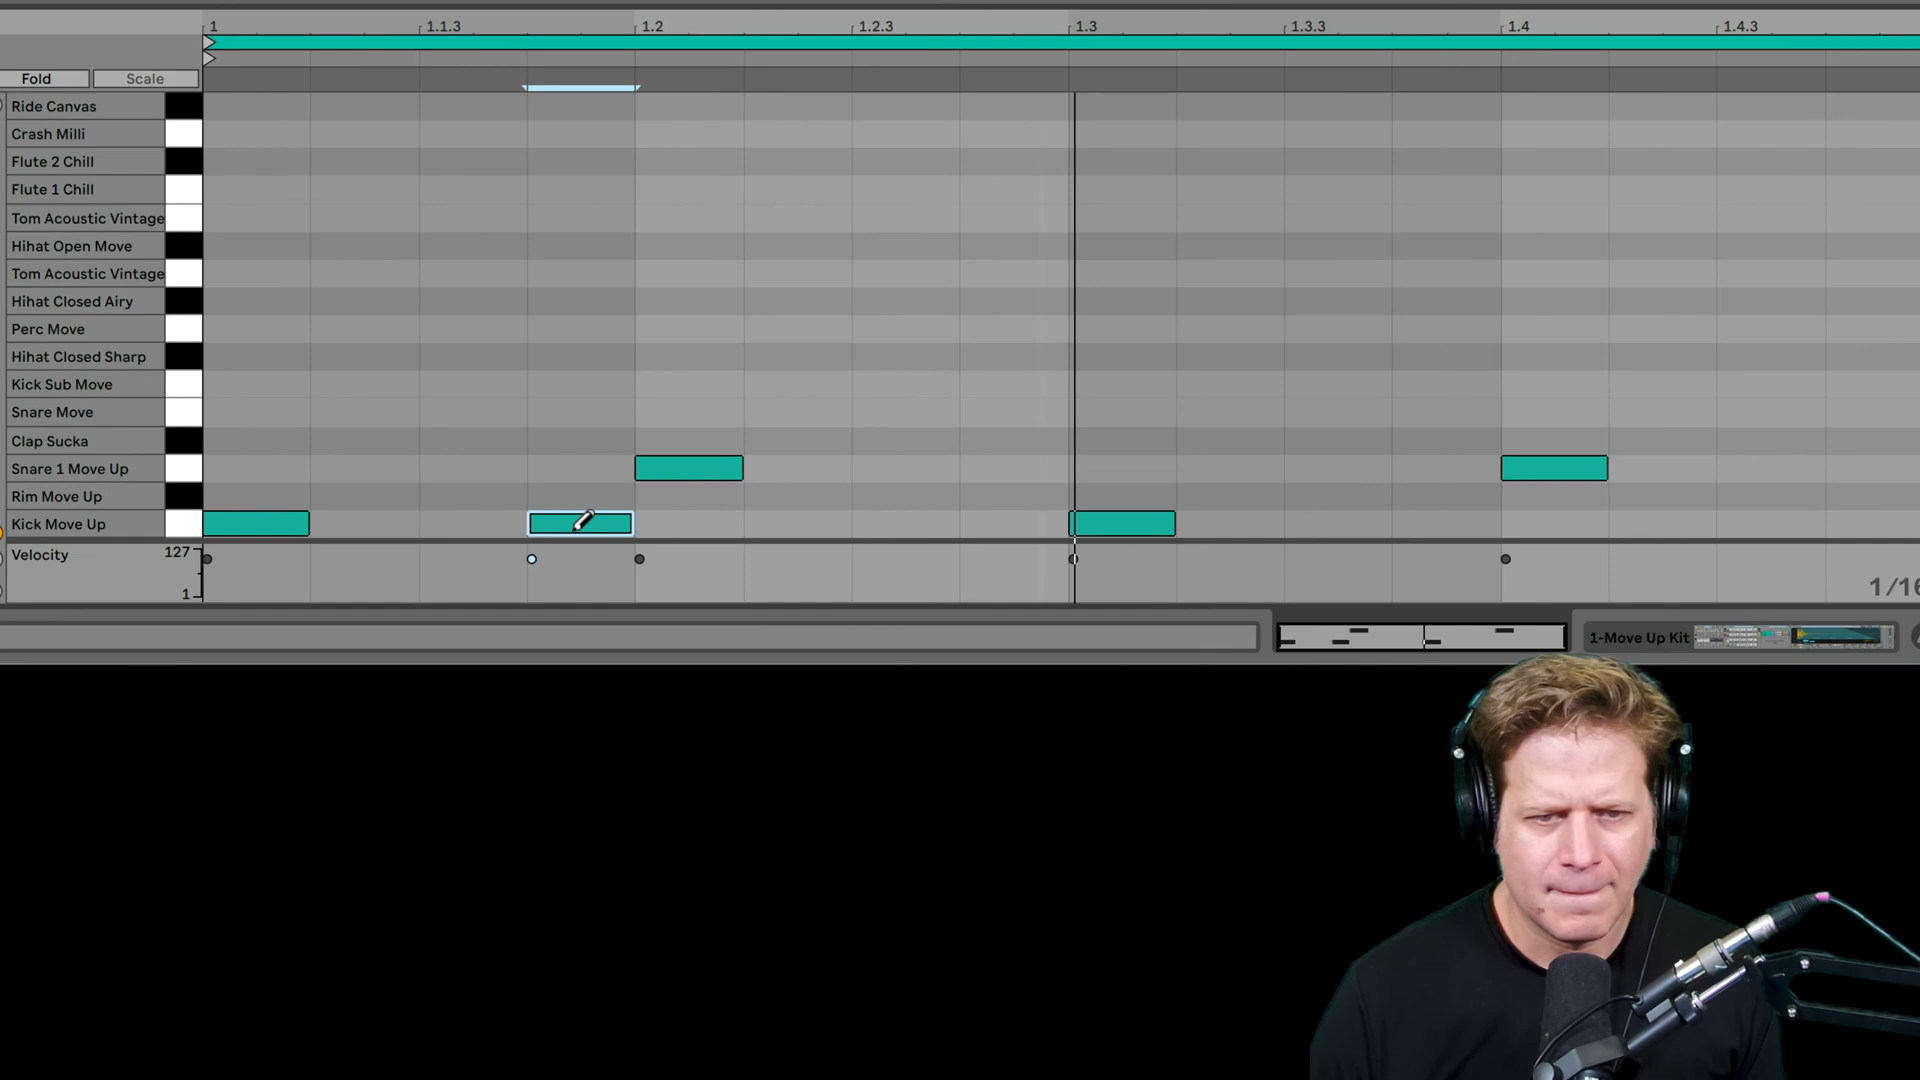 1 1.1.3 1.2 1.2.3 1.3 1.3.3 1.4 1.4.3
Fold Scale
Ride Canvas
Crash Milli
Flute 2 Chill
Flute 1 Chill
Tom Acoustic Vintage
Hihat Open Move
Tom Acoustic Vintage
Hihat Closed Airy
Perc Move
Hihat Closed Sharp
Kick Sub Move
Snare Move
Clap Sucka
Snare 1 Move Up
Rim Move Up
Kick Move Up
Velocity 127
1 1/16
1-Move Up Kit